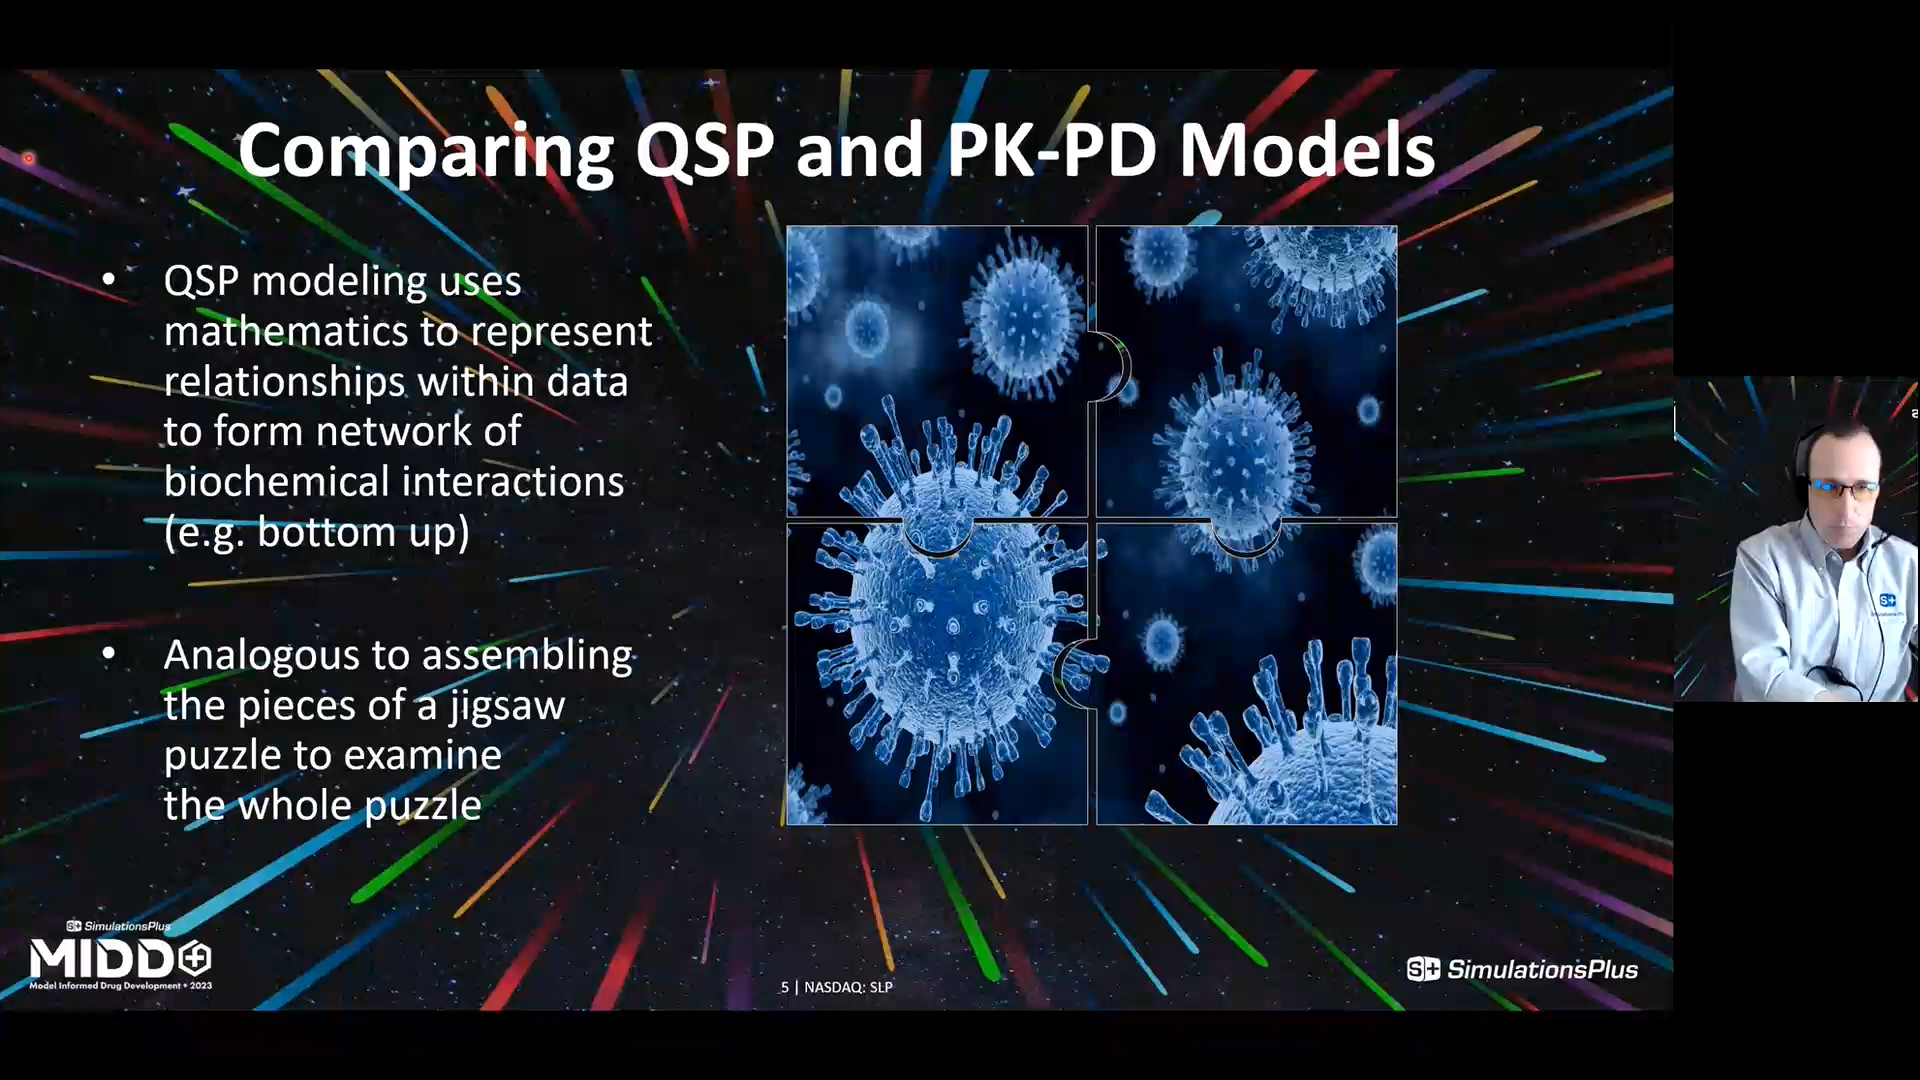 Comparing QSP and PK-PD Models
• QSP modeling uses
mathematics to represent
relationships within data
to form network of
biochemical interactions
(e.g. bottom up)
• Analogous to assembling
the pieces of a jigsaw
puzzle to examine
the whole puzzle
S+ SimulationsPlus
MIDD+
Model Informed Drug Development + 2023
5 | NASDAQ: SLP
S+ SimulationsPlus
S+